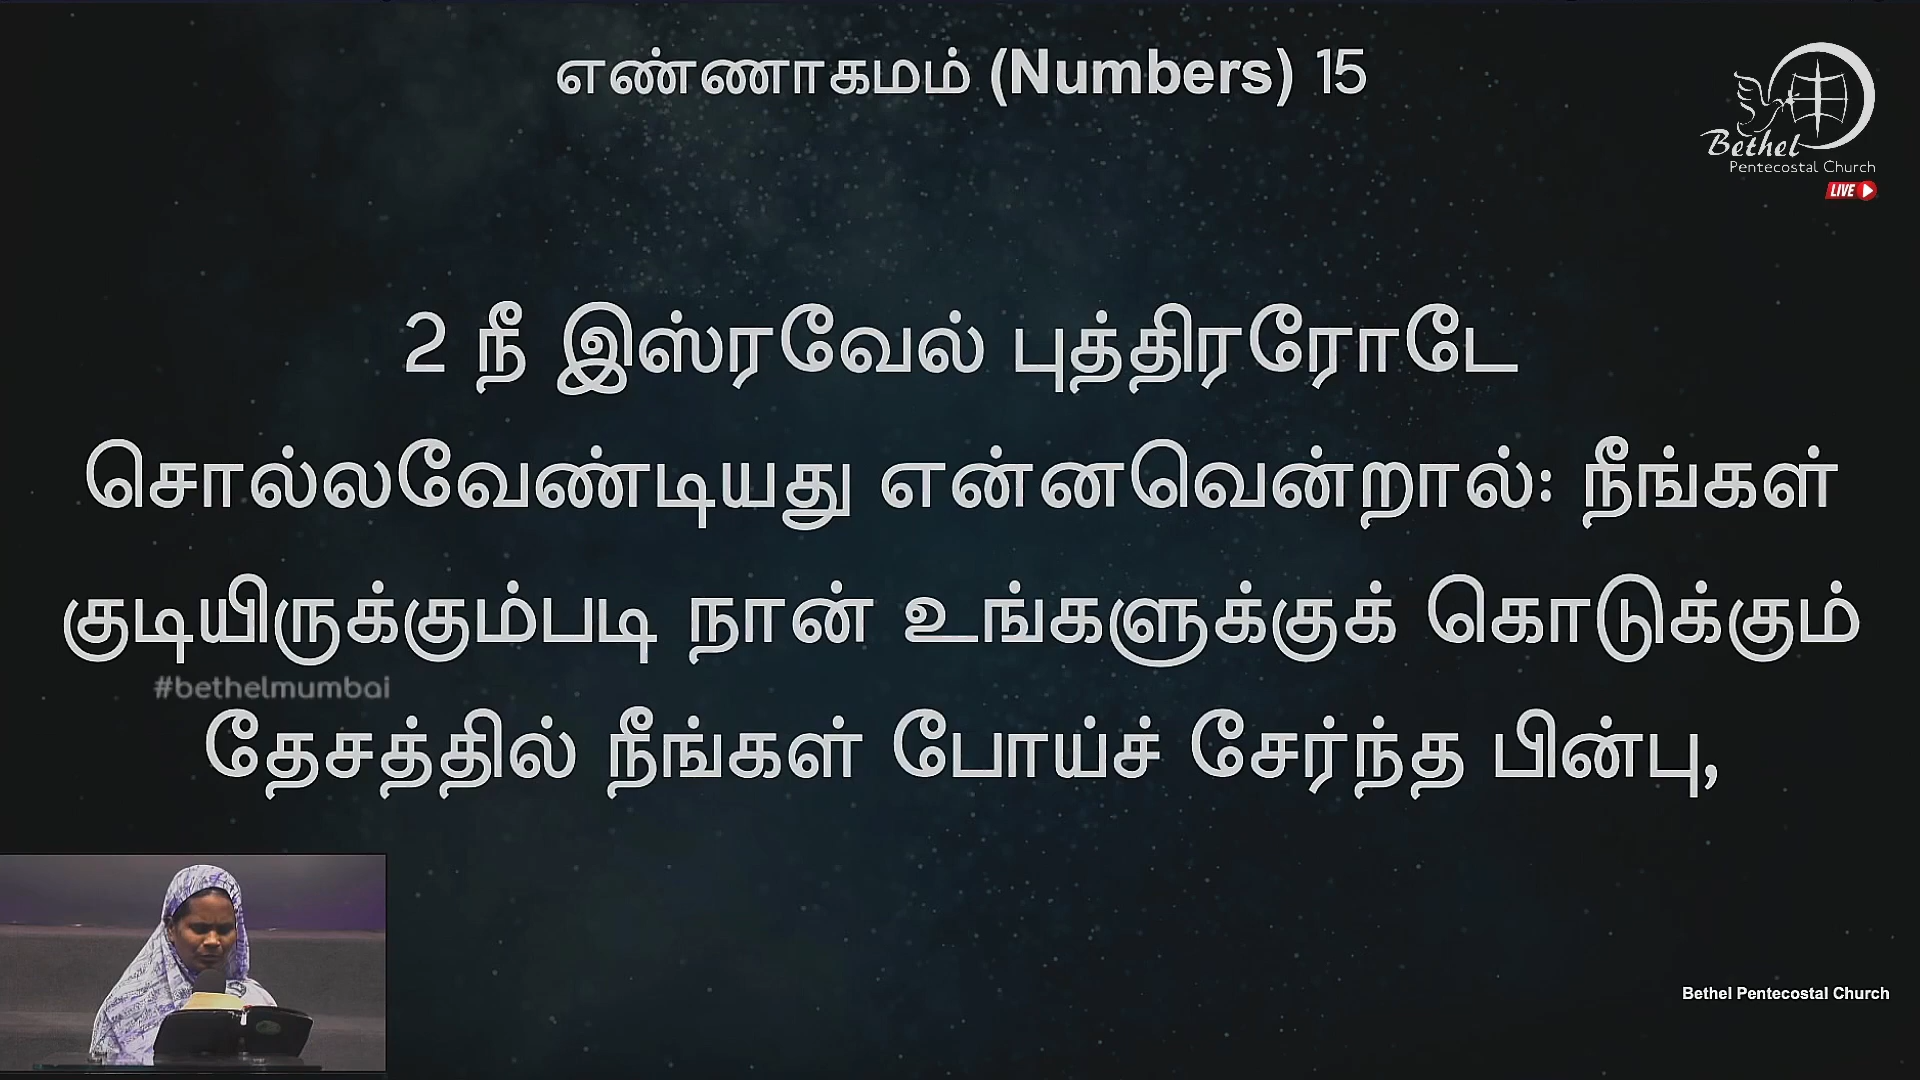 எண்ணாகமம் (Numbers) 15
Bethel
Pentecostal Church
LIVE
2 நீ இஸ்ரவேல் புத்திரரோடே
சொல்லவேண்டியது என்னவென்றால்: நீங்கள்
குடியிருக்கும்படி நான் உங்களுக்குக் கொடுக்கும்
#bethelmumbai
தேசத்தில் நீங்கள் போய்ச் சேர்ந்த பின்பு,
Bethel Pentecostal Church